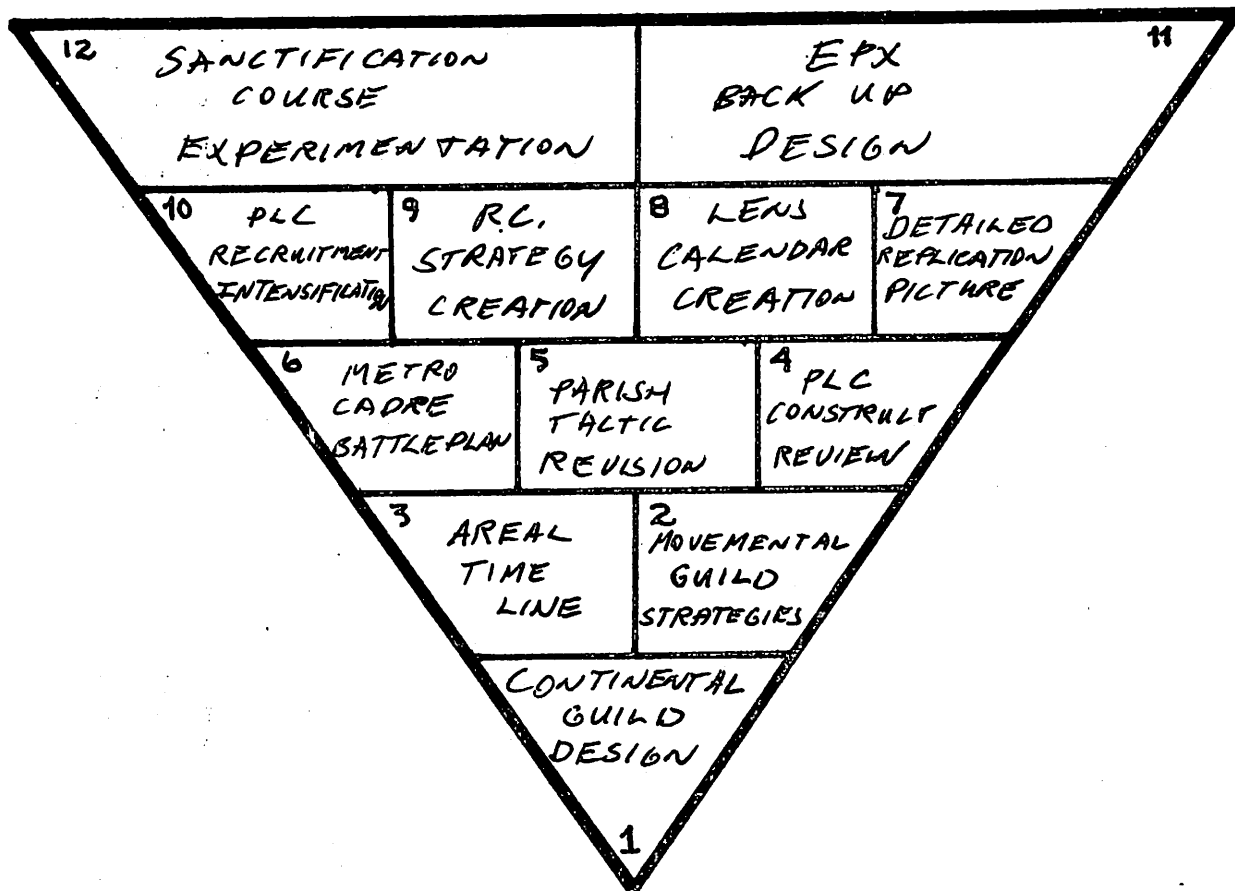 12
SANCTIFICATION
COURSE
EXPERIMENTATION
11
EPX
BACK UP
DESIGN
10
PLC
RECRUITMENT
INTENSIFICATION
9
R.C.
STRATEGY
CREATION
8
LENS
CALENDAR
CREATION
7
DETAILED
REPLICATION
PICTURE
6
METRO
CADRE
BATTLEPLAN
5
PARISH
TACTIC
REVISION
4
PLC
CONSTRUCT
REVIEW
3
AREAL
TIME
LINE
2
MOVEMENTAL
GUILD
STRATEGIES
CONTINENTAL
GUILD
DESIGN
1